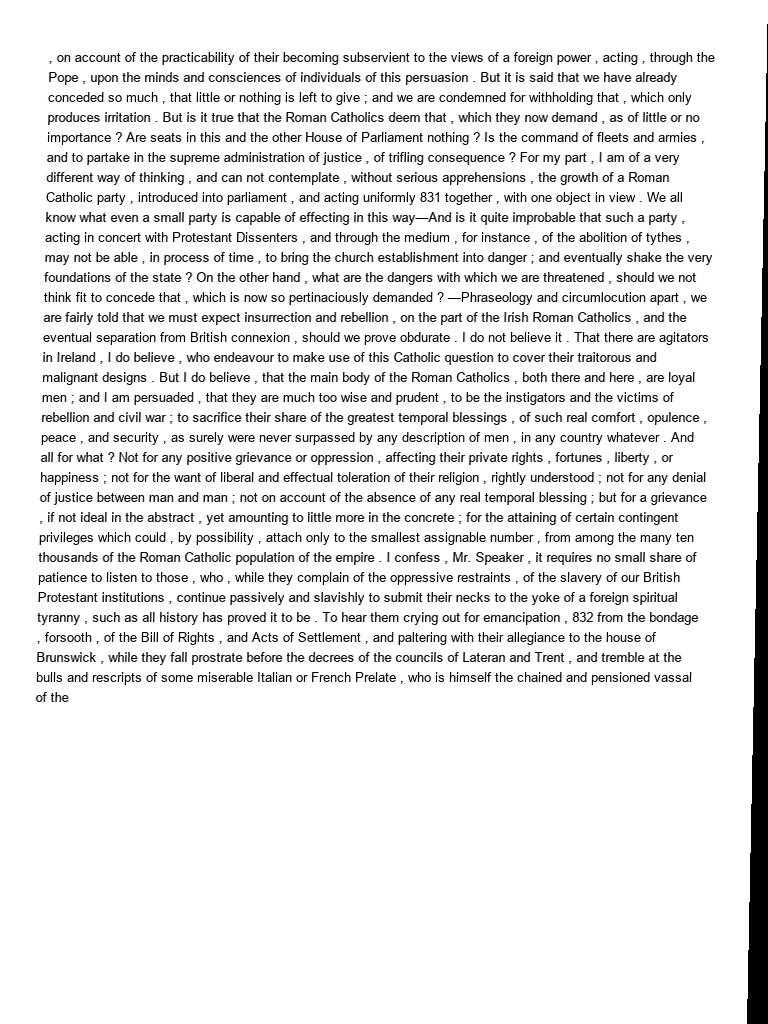 , on account of the practicability of their becoming subservient to the views of a foreign power , acting , through the
Pope , upon the minds and consciences of individuals of this persuasion . But it is said that we have already
conceded so much , that little or nothing is left to give ; and we are condemned for withholding that , which only
produces irritation . But is it true that the Roman Catholics deem that , which they now demand , as of little or no
importance ? Are seats in this and the other House of Parliament nothing ? Is the command of fleets and armies ,
and to partake in the supreme administration of justice , of trifling consequence ? For my part , I am of a very
different way of thinking , and can not contemplate , without serious apprehensions , the growth of a Roman
Catholic party , introduced into parliament , and acting uniformly 831 together , with one object in view . We all
know what even a small party is capable of effecting in this way—And is it quite improbable that such a party ,
acting in concert with Protestant Dissenters , and through the medium , for instance , of the abolition of tythes ,
may not be able , in process of time , to bring the church establishment into danger ; and eventually shake the very
foundations of the state ? On the other hand , what are the dangers with which we are threatened , should we not
think fit to concede that , which is now so pertinaciously demanded ? —Phraseology and circumlocution apart , we
are fairly told that we must expect insurrection and rebellion , on the part of the Irish Roman Catholics , and the
eventual separation from British connexion , should we prove obdurate . I do not believe it . That there are agitators
in Ireland , I do believe , who endeavour to make use of this Catholic question to cover their traitorous and
malignant designs . But I do believe , that the main body of the Roman Catholics , both there and here , are loyal
men ; and I am persuaded , that they are much too wise and prudent , to be the instigators and the victims of
rebellion and civil war ; to sacrifice their share of the greatest temporal blessings , of such real comfort , opulence ,
peace , and security , as surely were never surpassed by any description of men , in any country whatever . And
all for what ? Not for any positive grievance or oppression , affecting their private rights , fortunes , liberty , or
happiness ; not for the want of liberal and effectual toleration of their religion , rightly understood ; not for any denial
of justice between man and man ; not on account of the absence of any real temporal blessing ; but for a grievance
, if not ideal in the abstract , yet amounting to little more in the concrete ; for the attaining of certain contingent
privileges which could , by possibility , attach only to the smallest assignable number , from among the many ten
thousands of the Roman Catholic population of the empire . I confess , Mr. Speaker , it requires no small share of
patience to listen to those , who , while they complain of the oppressive restraints , of the slavery of our British
Protestant institutions , continue passively and slavishly to submit their necks to the yoke of a foreign spiritual
tyranny , such as all history has proved it to be . To hear them crying out for emancipation , 832 from the bondage
, forsooth , of the Bill of Rights , and Acts of Settlement , and paltering with their allegiance to the house of
Brunswick , while they fall prostrate before the decrees of the councils of Lateran and Trent , and tremble at the
bulls and rescripts of some miserable Italian or French Prelate , who is himself the chained and pensioned vassal
of the